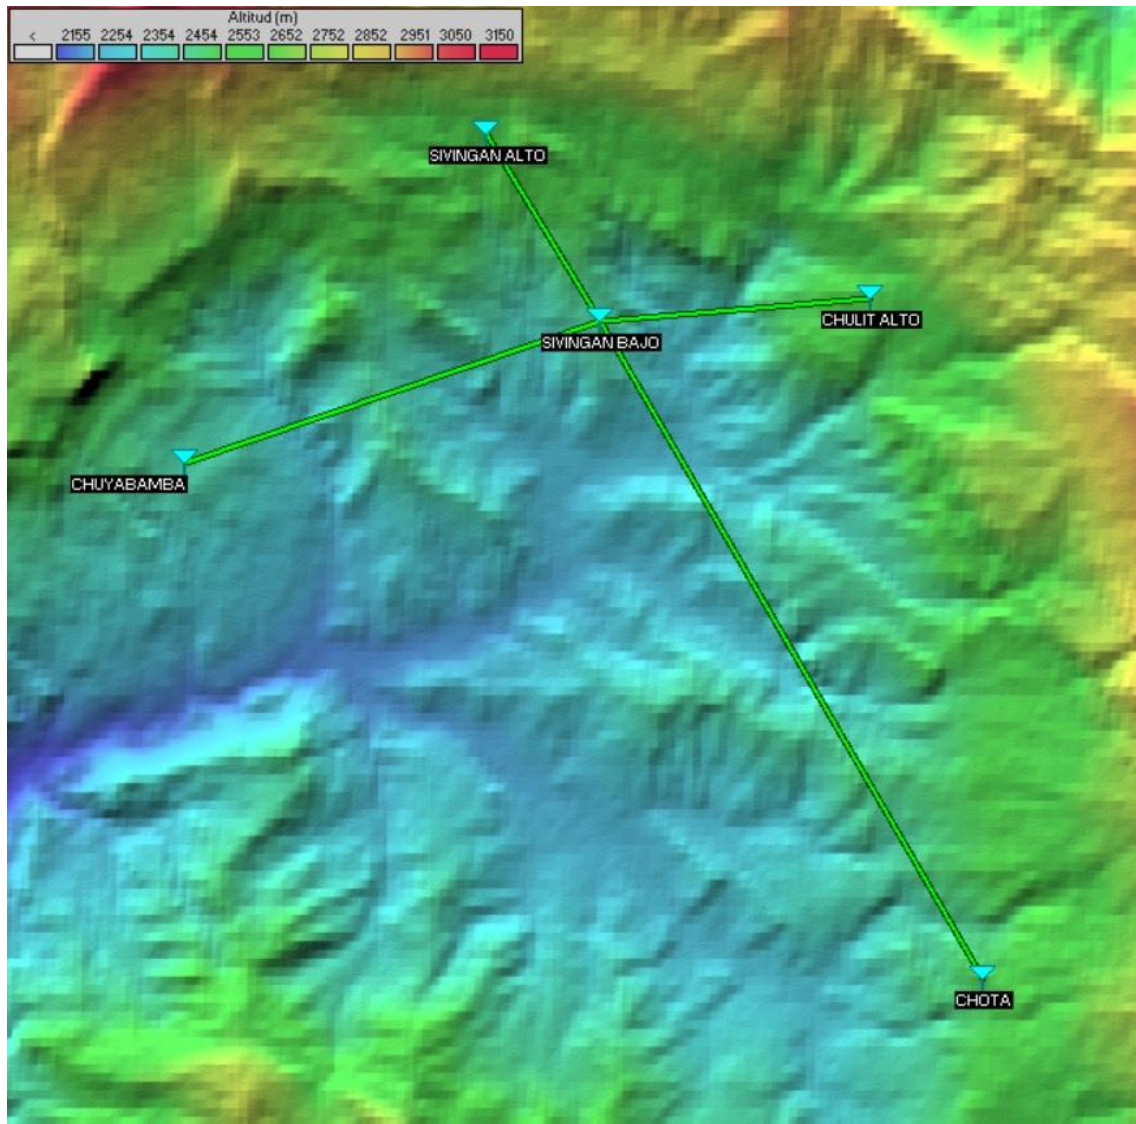 Altitud (m)
< 2155 2254 2354 2454 2553 2652 2752 2852 2951 3050 3150
SIVINGAN ALTO
CHULIT ALTO
SIVINGAN BAJO
CHUYABAMBA
CHOTA